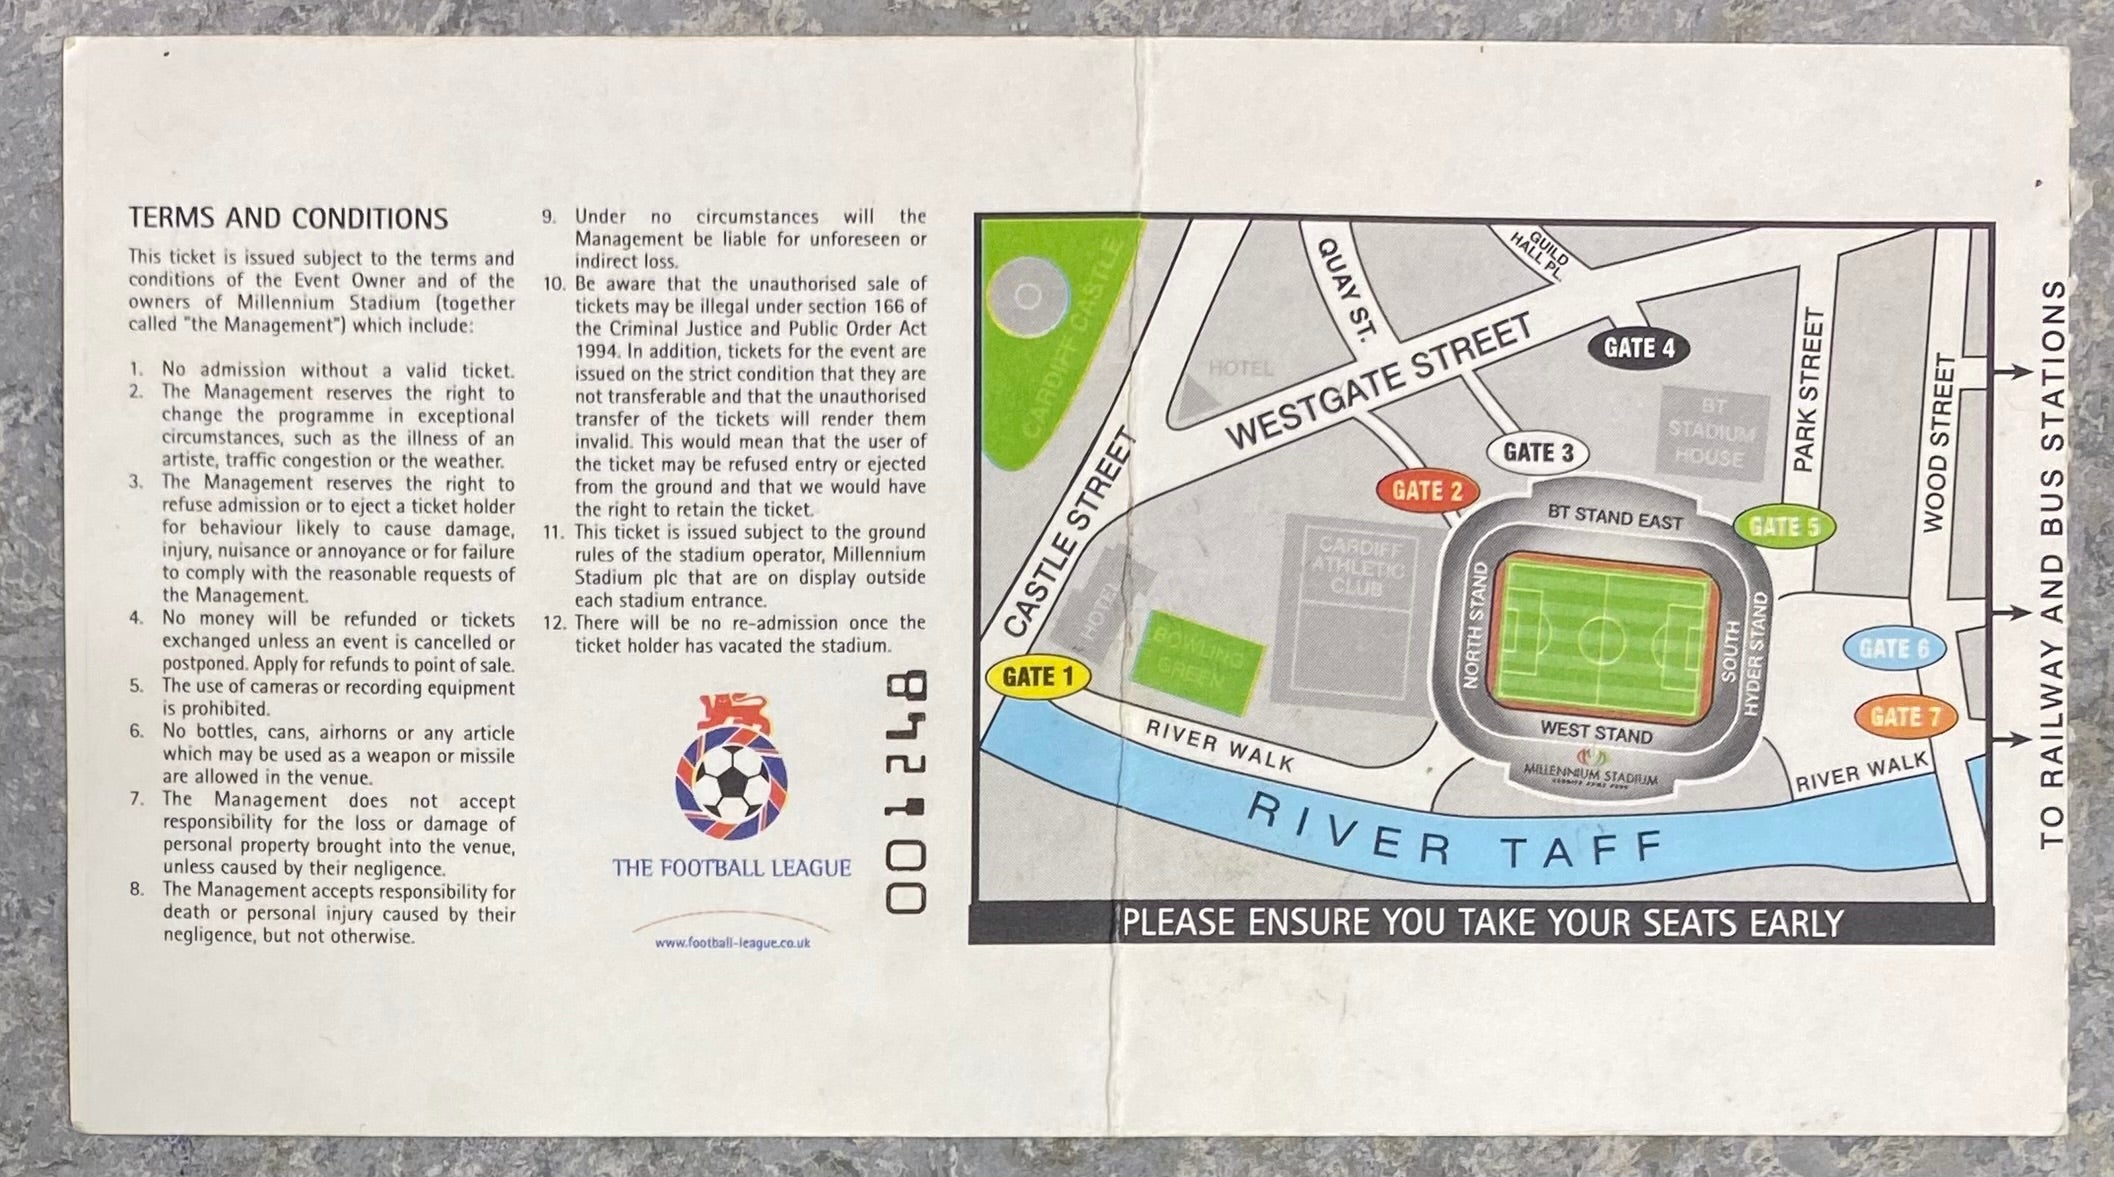 TERMS AND CONDITIONS
This ticket is issued subject to the terms and
conditions of the Event Owner and of the
owners of Millennium Stadium (together
called "the Management") which include:
1. No admission without a valid ticket.
2. The Management reserves the right to
change the programme in exceptional
circumstances, such as the illness of an
artiste, traffic congestion or the weather.
3. The Management reserves the right to
refuse admission or to eject a ticket holder
for behaviour likely to cause damage,
injury, nuisance or annoyance or for failure
to comply with the reasonable requests of
the Management.
4. No money will be refunded or tickets
exchanged unless an event is cancelled or
postponed. Apply for refunds to point of sale.
5. The use of cameras or recording equipment
is prohibited.
6. No bottles, cans, airhorns or any article
which may be used as a weapon or missile
are allowed in the venue.
7. The Management does not accept
responsibility for the loss or damage of
personal property brought into the venue,
unless caused by their negligence.
8. The Management accepts responsibility for
death or personal injury caused by their
negligence, but not otherwise.
9. Under no circumstances will the
Management be liable for unforeseen or
indirect loss.
10. Be aware that the unauthorised sale of
tickets may be illegal under section 166 of
the Criminal Justice and Public Order Act
1994. In addition, tickets for the event are
issued on the strict condition that they are
not transferable and that the unauthorised
transfer of the tickets will render them
invalid. This would mean that the user of
the ticket may be refused entry or ejected
from the ground and that we would have
the right to retain the ticket.
11. This ticket is issued subject to the ground
rules of the stadium operator, Millennium
Stadium plc that are on display outside
each stadium entrance.
12. There will be no re-admission once the
ticket holder has vacated the stadium.
THE FOOTBALL LEAGUE
www.football-league.co.uk
001248
CARDIFF CASTLE
QUAY ST.
GUILD
HALL PL.
HOTEL
WESTGATE STREET
GATE 4
BT
STADIUM
HOUSE
PARK STREET
WOOD STREET
CASTLE STREET
GATE 3
GATE 2
GATE 5
BT STAND EAST
CARDIFF
ATHLETIC
CLUB
HOTEL
BOWLING
GREEN
NORTH STAND
SOUTH
HYDER STAND
WEST STAND
MILLENNIUM STADIUM
GATE 1
GATE 6
GATE 7
RIVER WALK
RIVER WALK
RIVER TAFF
TO RAILWAY AND BUS STATIONS
PLEASE ENSURE YOU TAKE YOUR SEATS EARLY